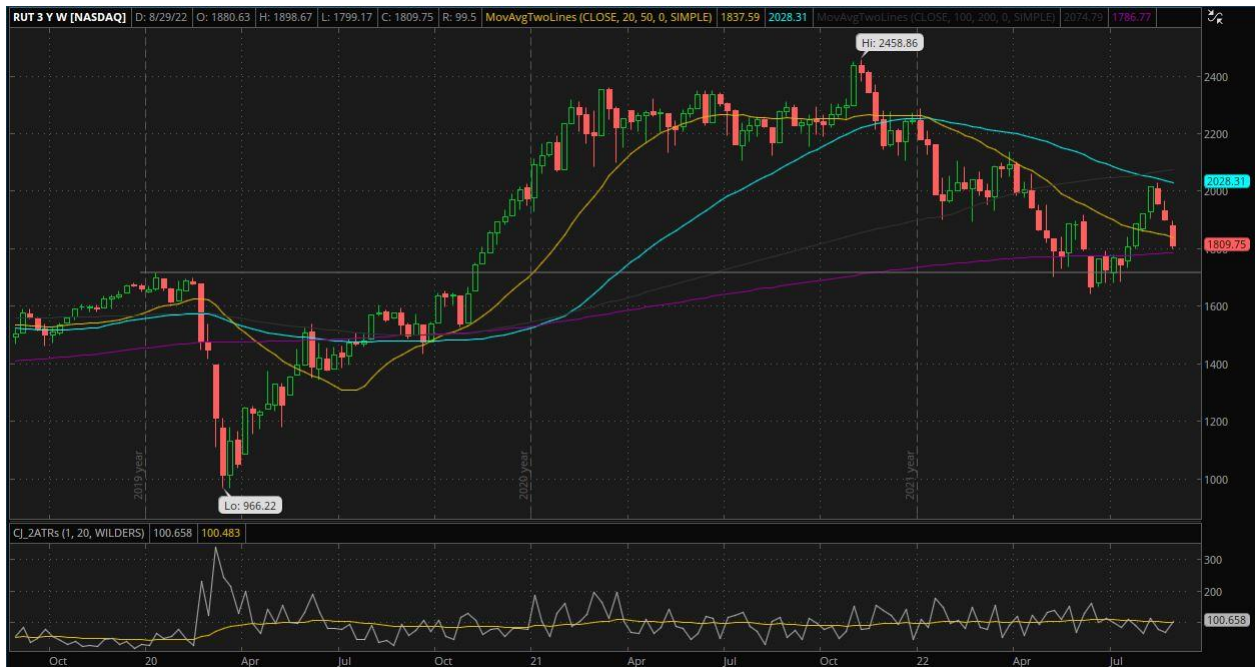 RUT 3 Y W [NASDAQ] D: 8/29/22 O: 1880.63 H: 1898.67 L: 1799.17 C: 1809.75 R: 99.5 MovAvgTwoLines (CLOSE, 20, 50, 0, SIMPLE) 1837.59 2028.31 MovAvgTwoLines (CLOSE, 100, 200, 0, SIMPLE) 2074.79 1786.77
Hi: 2458.86
2400
2200
2028.31
2000
1809.75
1800
1600
1400
1200
1000
2019 year
2020 year
2021 year
Lo: 966.22
CJ_2ATRs (1, 20, WILDERS) 100.658 100.483
300
200
100.658
Oct 20 Apr Jul Oct 21 Apr Jul Oct 22 Apr Jul